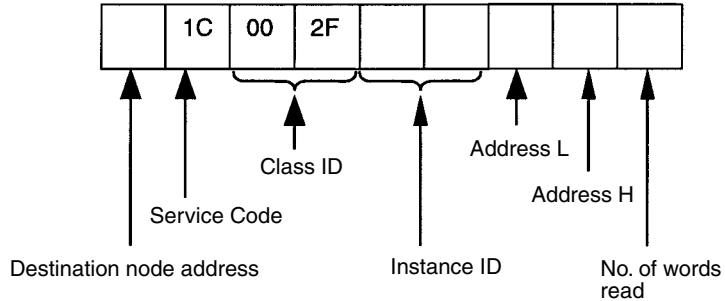 1C 00 2F
Class ID
Address L
Address H
Service Code
Destination node address
Instance ID
No. of words
read